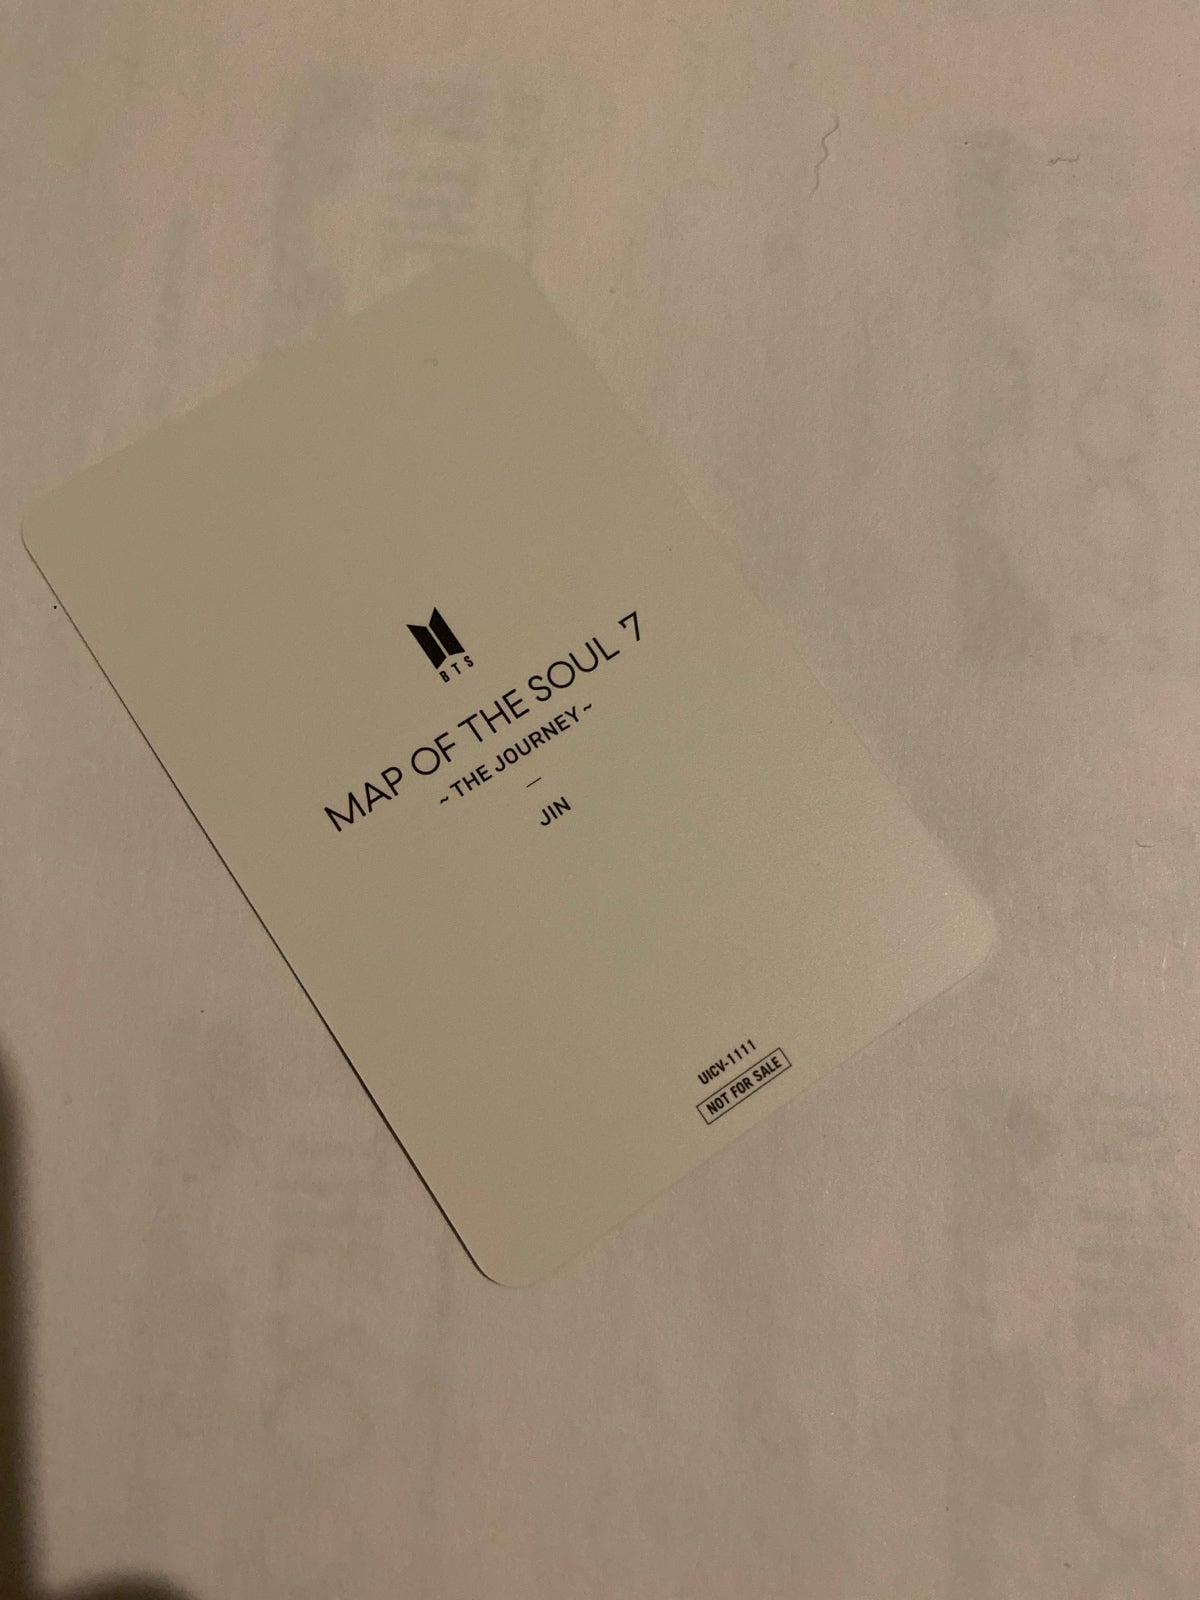 BTS
MAP OF THE SOUL 7
~ THE JOURNEY ~
JIN
UICV-1111
NOT FOR SALE